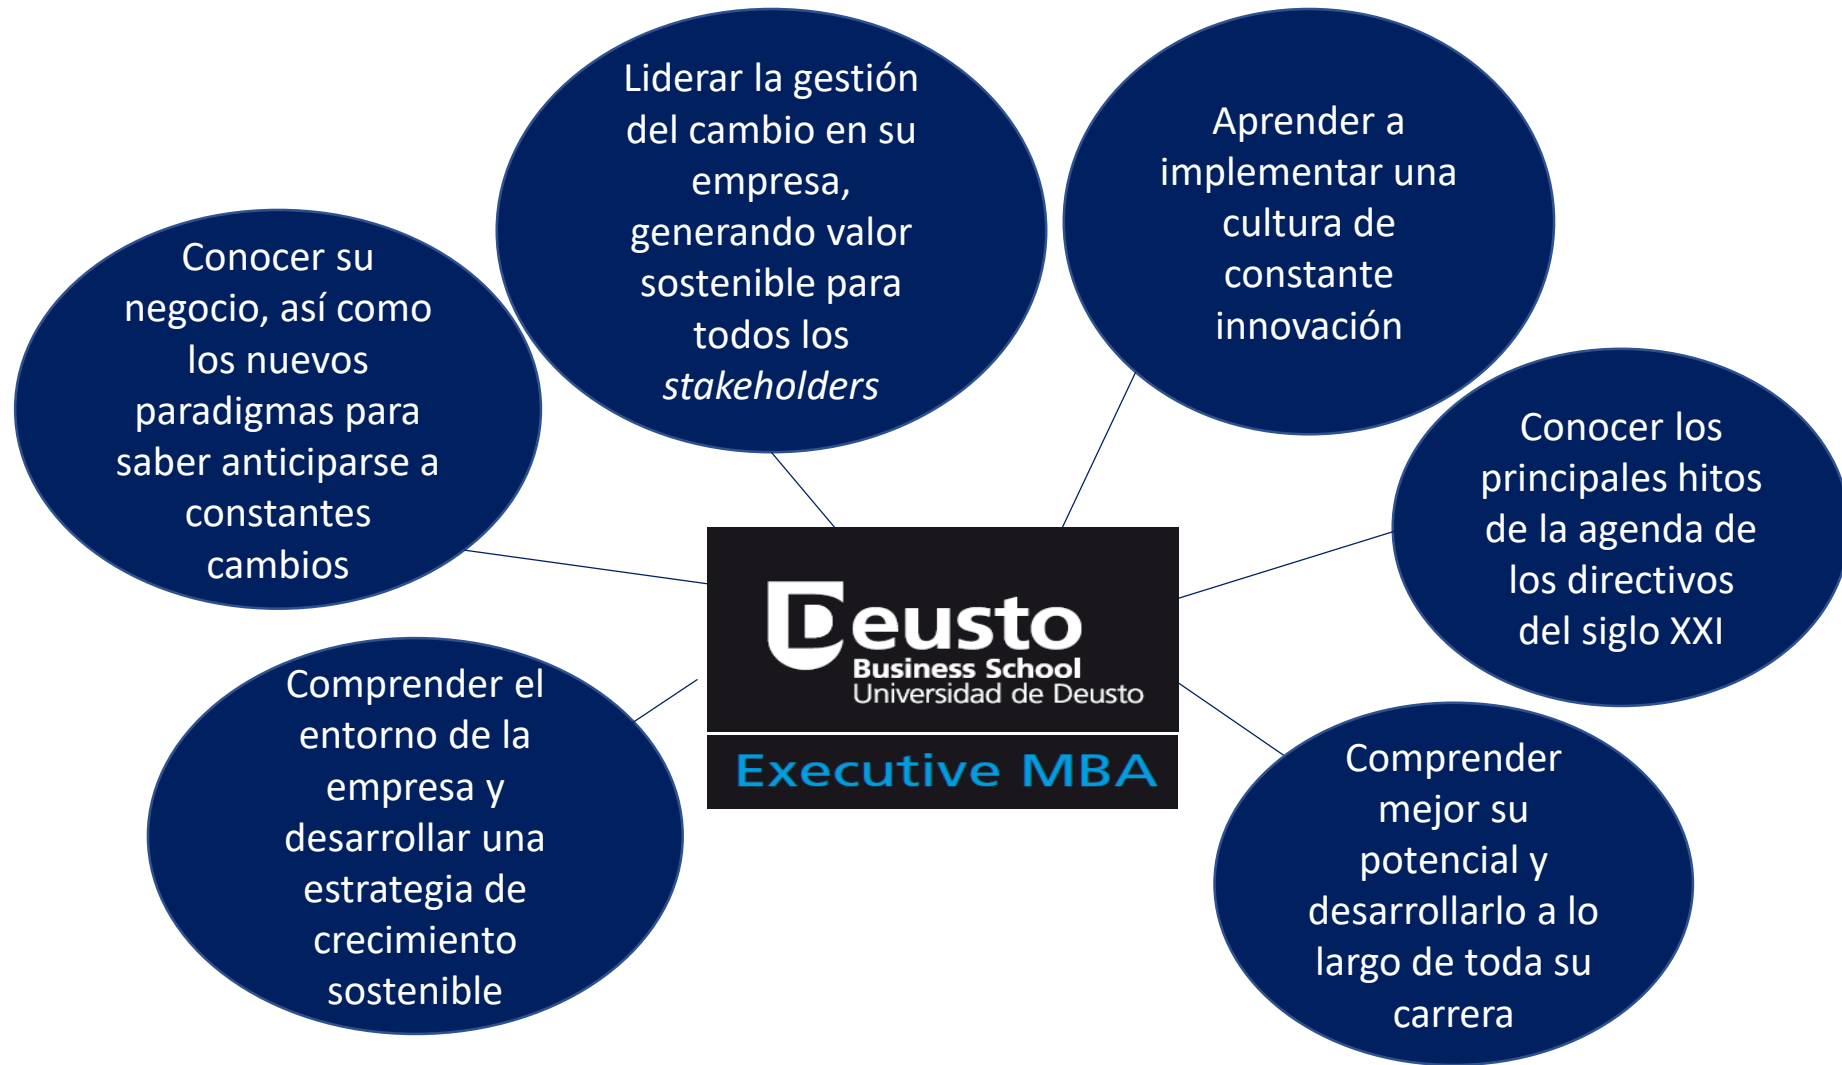 Liderar la gestión
del cambio en su
empresa,
generando valor
sostenible para
todos los
stakeholders
Aprender a
implementar una
cultura de
constante
innovación
Conocer su
negocio, así como
los nuevos
paradigmas para
saber anticiparse a
constantes
cambios
Conocer los
principales hitos
de la agenda de
los directivos
del siglo XXI
Deusto
Business School
Universidad de Deusto
Executive MBA
Comprender el
entorno de la
empresa y
desarrollar una
estrategia de
crecimiento
sostenible
Comprender
mejor su
potencial y
desarrollarlo a lo
largo de toda su
carrera